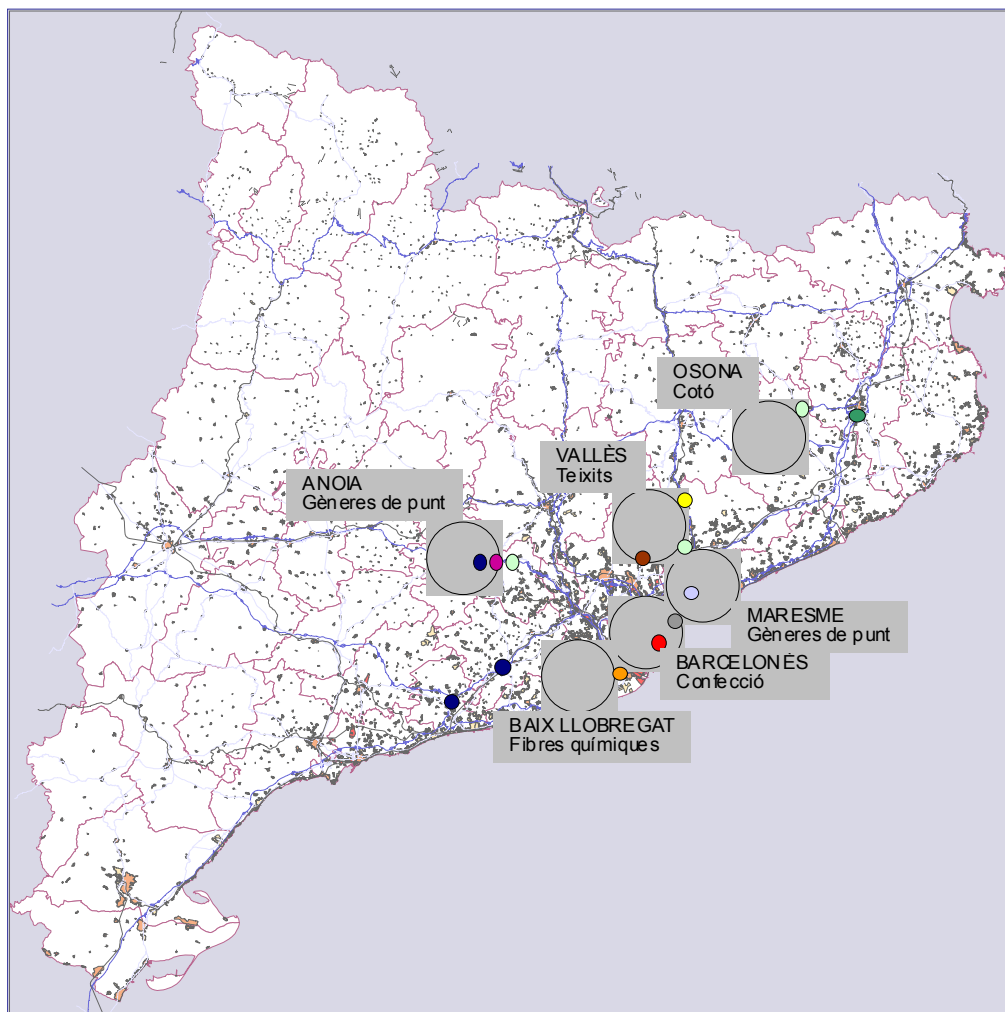 OSONA
Cotó
VALLÈS
Teixits
ANOIA
Gèneres de punt
MARESME
Gèneres de punt
BARCELONÈS
Confecció
BAIX LLOBREGAT
Fibres químiques